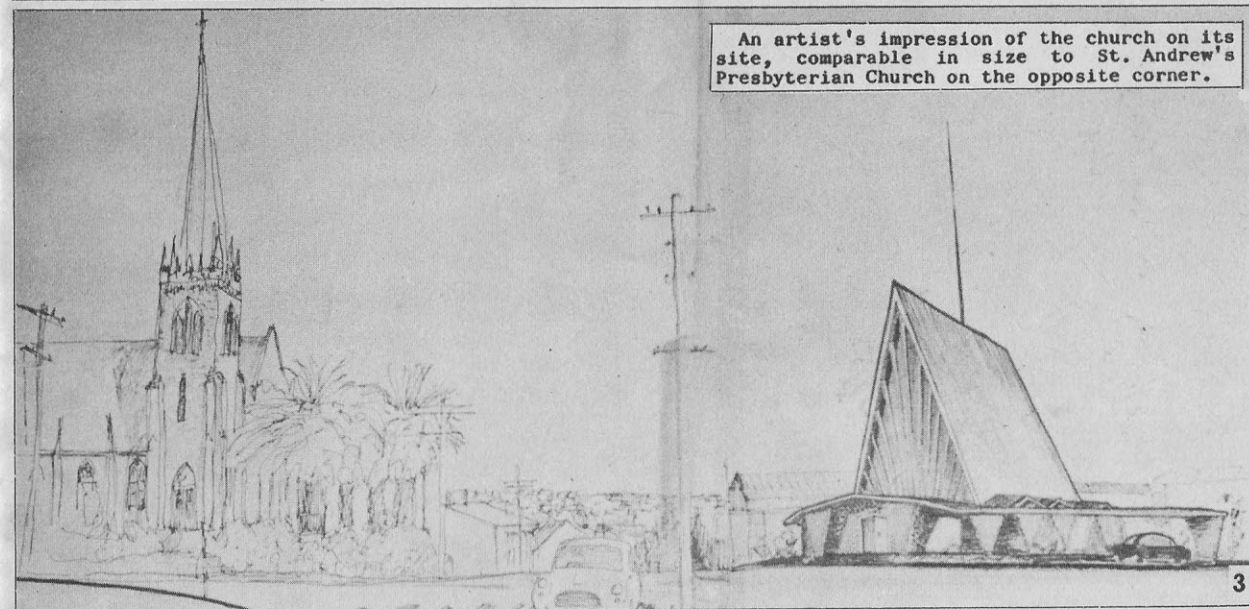 An artist's impression of the church on its
site, comparable in size to St. Andrew's
Presbyterian Church on the opposite corner.
3